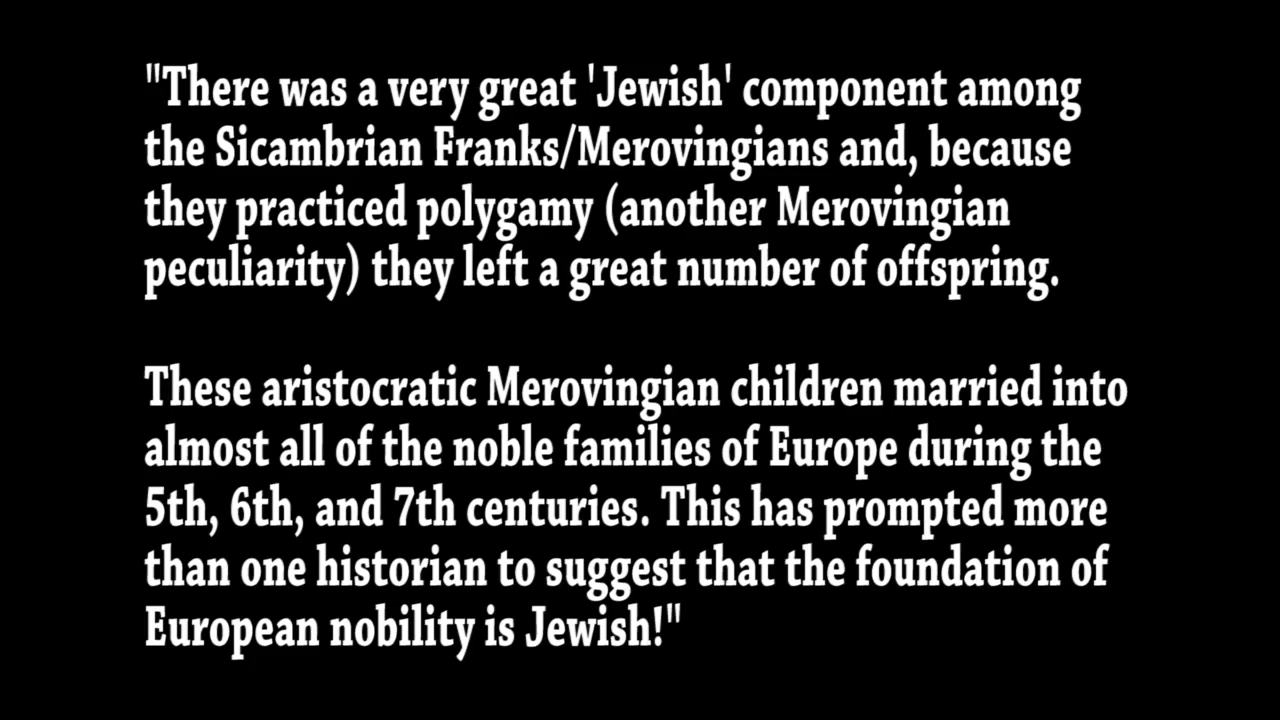 "There was a very great 'Jewish' component among
the Sicambrian Franks/Merovingians and, because
they practiced polygamy (another Merovingian
peculiarity) they left a great number of offspring.
These aristocratic Merovingian children married into
almost all of the noble families of Europe during the
5th, 6th, and 7th centuries. This has prompted more
than one historian to suggest that the foundation of
European nobility is Jewish!"